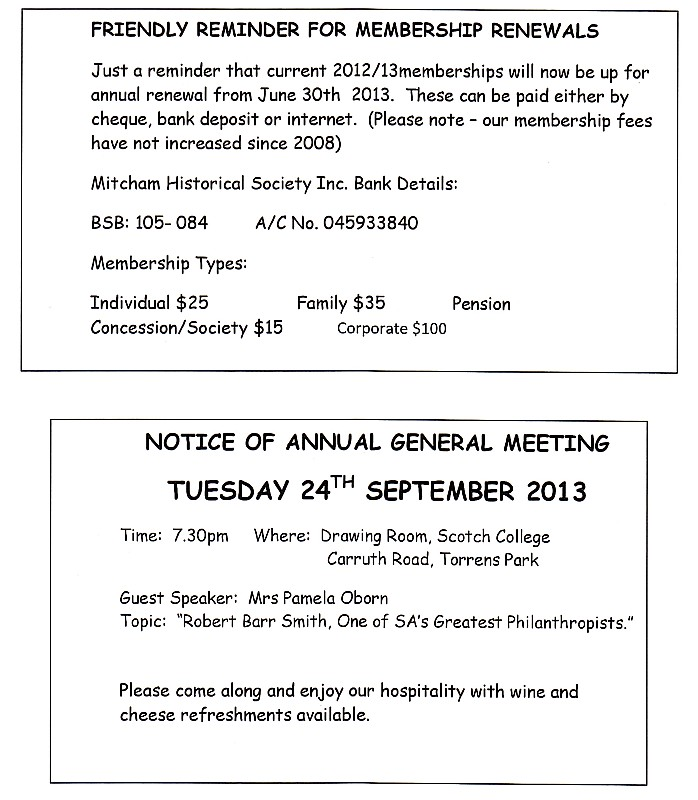 FRIENDLY REMINDER FOR MEMBERSHIP RENEWALS
Just a reminder that current 2012/13memberships will now be up for
annual renewal from June 30th 2013. These can be paid either by
cheque, bank deposit or internet. (Please note – our membership fees
have not increased since 2008)
Mitcham Historical Society Inc. Bank Details:
BSB: 105- 084 A/C No. 045933840
Membership Types:
Individual $25 Family $35 Pension
Concession/Society $15 Corporate $100
NOTICE OF ANNUAL GENERAL MEETING
TUESDAY 24TH SEPTEMBER 2013
Time: 7.30pm Where: Drawing Room, Scotch College
Carruth Road, Torrens Park
Guest Speaker: Mrs Pamela Oborn
Topic: "Robert Barr Smith, One of SA's Greatest Philanthropists."
Please come along and enjoy our hospitality with wine and
cheese refreshments available.